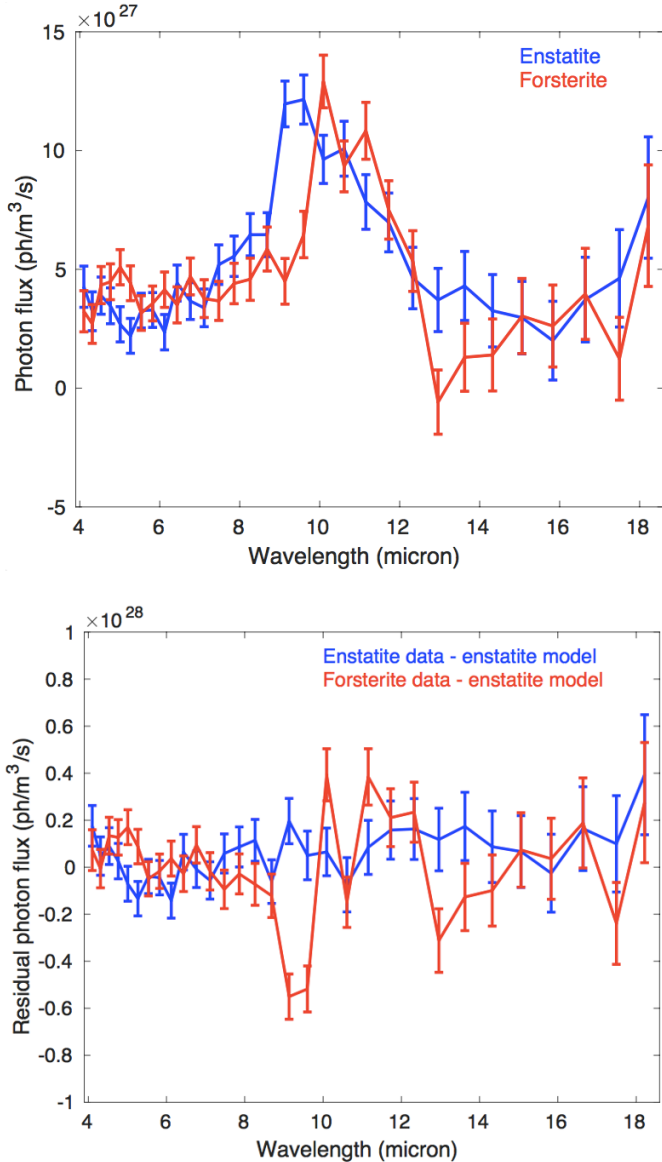 ×10^27
15
Enstatite
Forsterite
10
5
0
-5
Photon flux (ph/m^3/s)
4 6 8 10 12 14 16 18
Wavelength (micron)
×10^28
1
Enstatite data - enstatite model
Forsterite data - enstatite model
0.8
0.6
0.4
0.2
0
-0.2
-0.4
-0.6
-0.8
-1
Residual photon flux (ph/m^3/s)
4 6 8 10 12 14 16 18
Wavelength (micron)